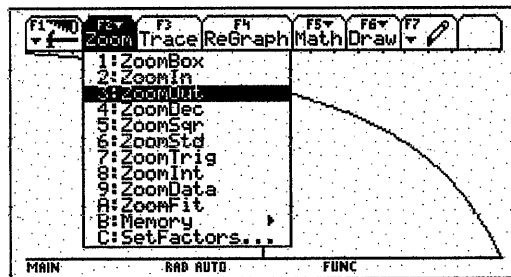 F1 F2 F3 F4 F5 F6 F7
Zoom Trace ReGraph Math Draw
1:ZoomBox
2:ZoomIn
3:ZoomOut
4:ZoomDec
5:ZoomSqr
6:ZoomStd
7:ZoomTrig
8:ZoomInt
9:ZoomData
A:ZoomFit
B:Memory
C:SetFactors...
MAIN RAD AUTO FUNC